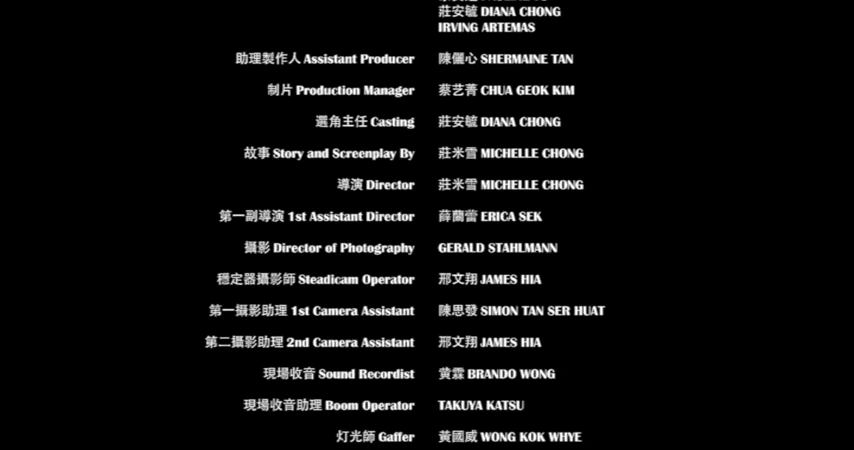 莊安毓 DIANA CHONG
IRVING ARTEMAS
助理製作人 Assistant Producer 陳儷心 SHERMAINE TAN
制片 Production Manager 蔡艺菁 CHUA GEOK KIM
選角主任 Casting 莊安毓 DIANA CHONG
故事 Story and Screenplay By 莊米雪 MICHELLE CHONG
導演 Director 莊米雪 MICHELLE CHONG
第一副導演 1st Assistant Director 薛蘭蕾 ERICA SEK
攝影 Director of Photography GERALD STAHLMANN
穩定器攝影師 Steadicam Operator 邢文翔 JAMES HIA
第一攝影助理 1st Camera Assistant 陳思發 SIMON TAN SER HUAT
第二攝影助理 2nd Camera Assistant 邢文翔 JAMES HIA
現場收音 Sound Recordist 黄霖 BRANDO WONG
現場收音助理 Boom Operator TAKUYA KATSU
灯光師 Gaffer 黃國威 WONG KOK WHYE